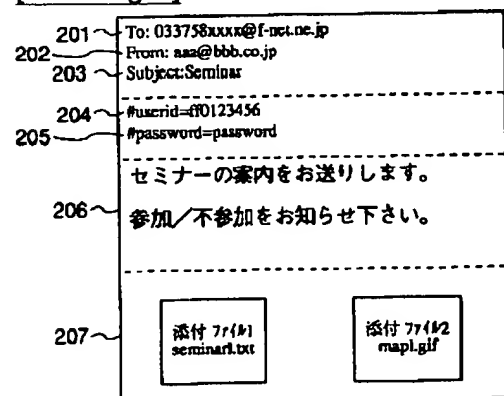 201 To: 033758xxxx@f-net.ne.jp
202 From: aaa@bbb.co.jp
203 Subject:Seminar
204 #userid=ff0123456
205 #password=password
セミナーの案内をお送りします。
206
参加/不参加をお知らせ下さい。
207
添付 ファイル1
seminar1.txt
添付 ファイル2
map1.gif